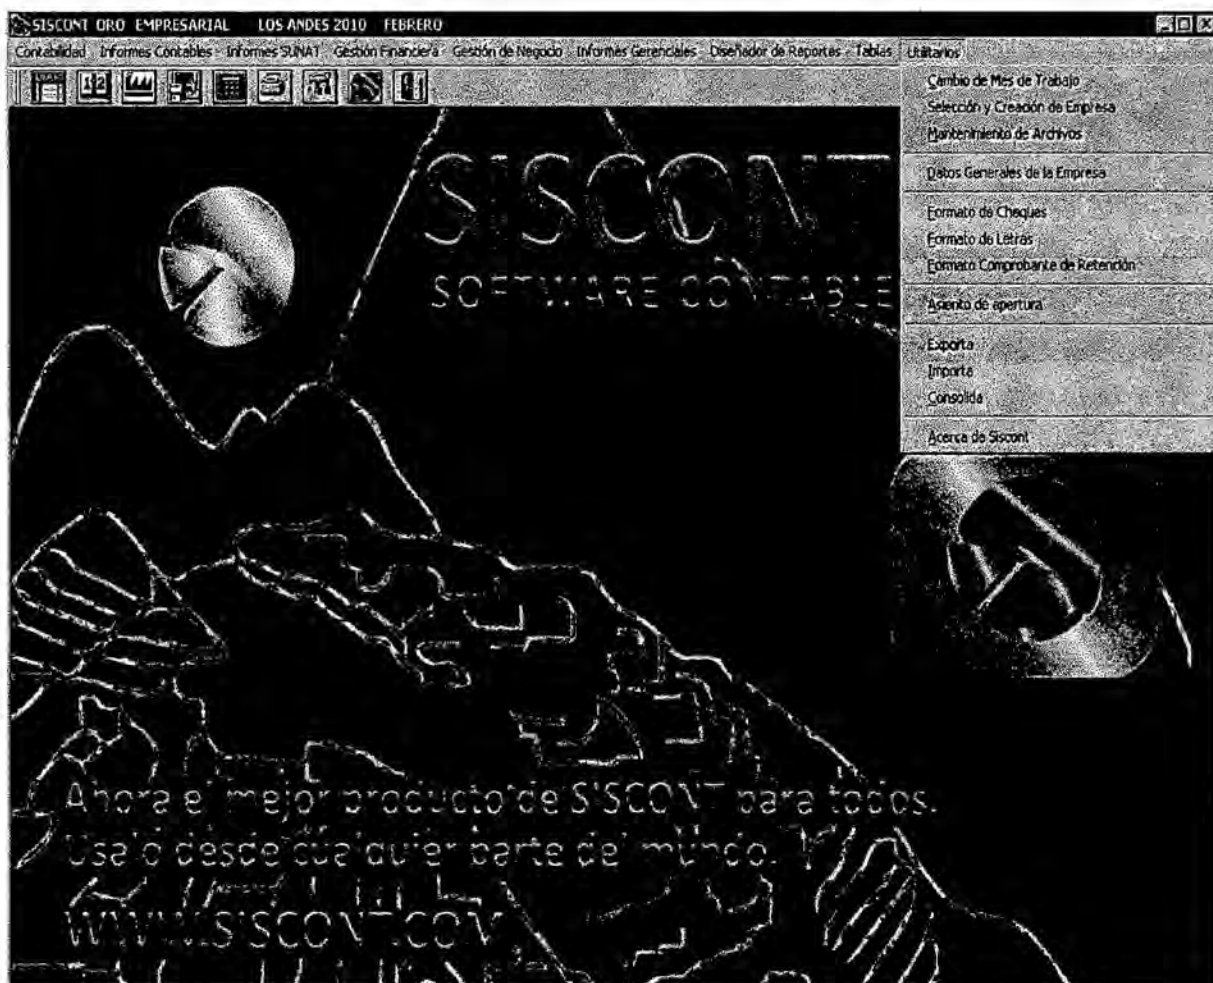 SISCONT ORO EMPRESARIAL LOS ANDES 2010 FEBRERO
Contabilidad Informes Contables Informes SUNAT Gestión Financiera Gestión de Negocio Informes Gerenciales Diseñador de Reportes Tablas Utilitarios
Cambio de Mes de Trabajo
Selección y Creación de Empresa
Mantenimiento de Archivos
Datos Generales de la Empresa
Formato de Cheques
Formato de Letras
Formato Comprobante de Retención
Asiento de apertura
Exporta
Importa
Consolida
Acerca de Siscont
SISCONT
SOFTWARE CONTABLE
Ahora el mejor producto de SISCONT para todos.
Usalo desde cualquier parte del mundo.
WWW.SISCONT.COM